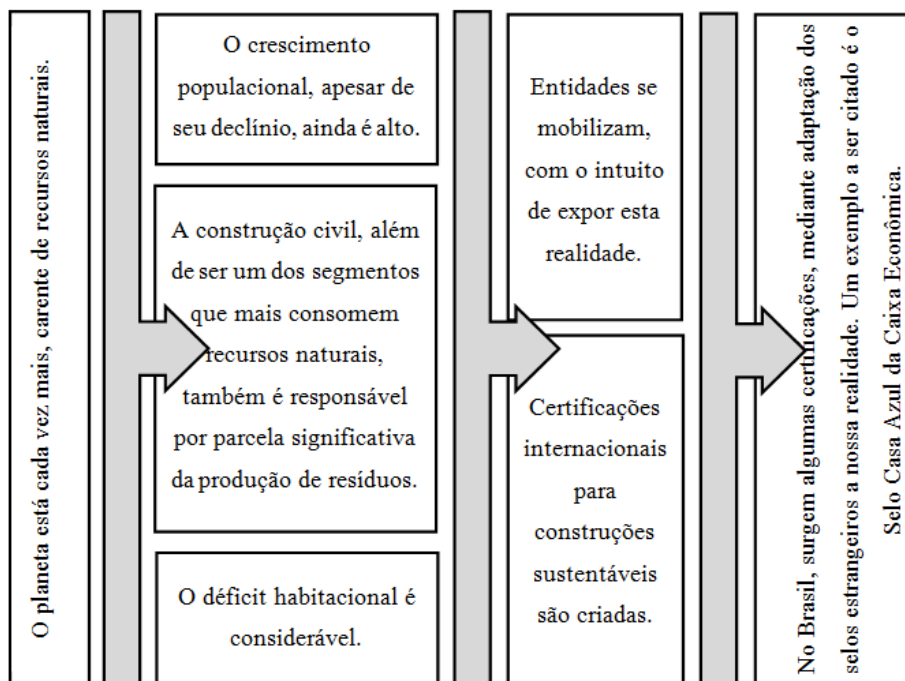 O planeta está cada vez mais, carente de recursos naturais.
O crescimento
populacional, apesar de
seu declínio, ainda é alto.
A construção civil, além
de ser um dos segmentos
que mais consomem
recursos naturais,
também é responsável
por parcela significativa
da produção de resíduos.
O déficit habitacional é
considerável.
Entidades se
mobilizam,
com o intuito
de expor esta
realidade.
Certificações
internacionais
para
construções
sustentáveis
são criadas.
No Brasil, surgem algumas certificações, mediante adaptação dos
selos estrangeiros a nossa realidade. Um exemplo a ser citado é o
Selo Casa Azul da Caixa Econômica.